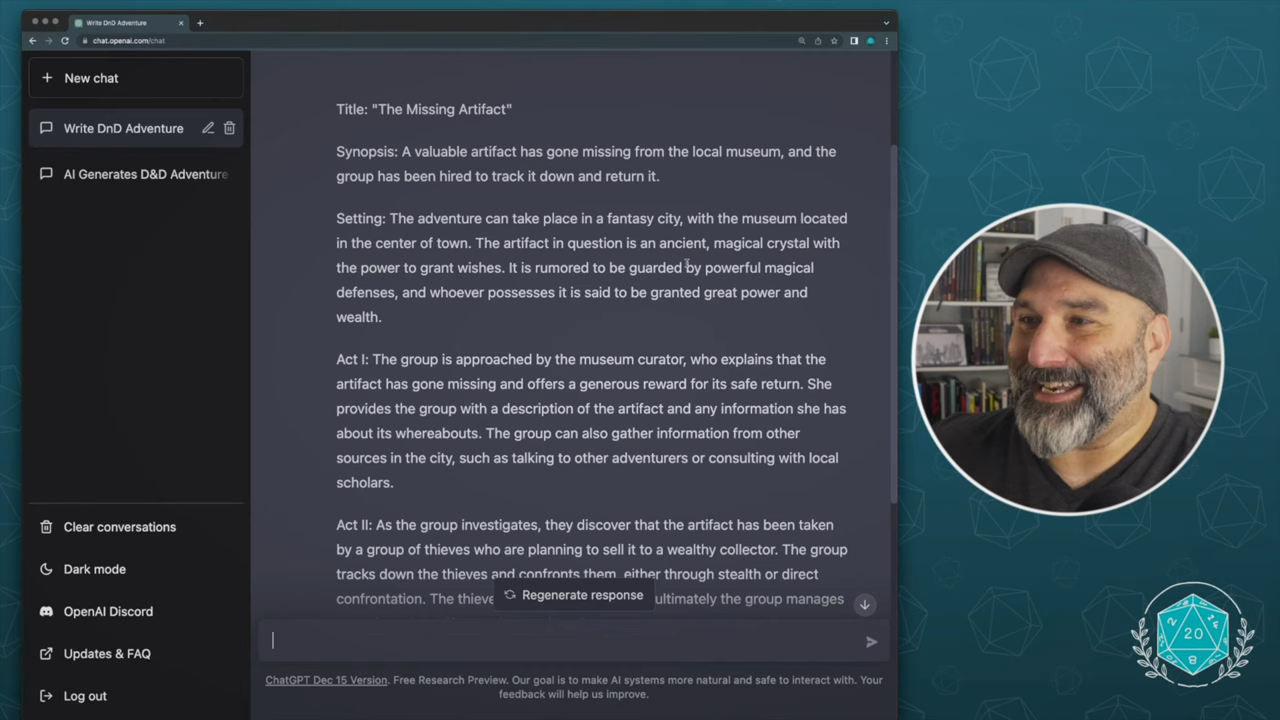 Write DnD Adventure
chat.openai.com/chat
New chat
Write DnD Adventure
AI Generates D&D Adventure
Clear conversations
Dark mode
OpenAI Discord
Updates & FAQ
Log out
Title: "The Missing Artifact"
Synopsis: A valuable artifact has gone missing from the local museum, and the
group has been hired to track it down and return it.
Setting: The adventure can take place in a fantasy city, with the museum located
in the center of town. The artifact in question is an ancient, magical crystal with
the power to grant wishes. It is rumored to be guarded by powerful magical
defenses, and whoever possesses it is said to be granted great power and
wealth.
Act I: The group is approached by the museum curator, who explains that the
artifact has gone missing and offers a generous reward for its safe return. She
provides the group with a description of the artifact and any information she has
about its whereabouts. The group can also gather information from other
sources in the city, such as talking to other adventurers or consulting with local
scholars.
Act II: As the group investigates, they discover that the artifact has been taken
by a group of thieves who are planning to sell it to a wealthy collector. The group
tracks down the thieves and confronts them, either through stealth or direct
confrontation. The thieve ultimately the group manages
Regenerate response
ChatGPT Dec 15 Version. Free Research Preview. Our goal is to make AI systems more natural and safe to interact with. Your
feedback will help us improve.
20
2
14
8